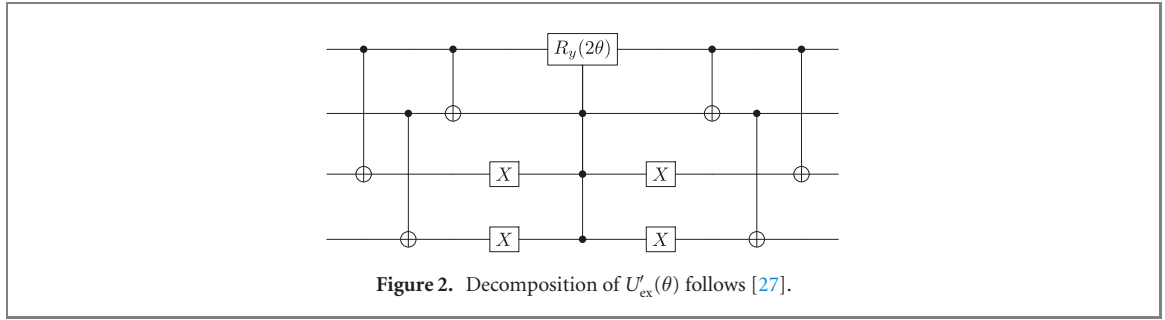 R_y(2θ)
X X
X X
Figure 2. Decomposition of U′_ex(θ) follows [27].